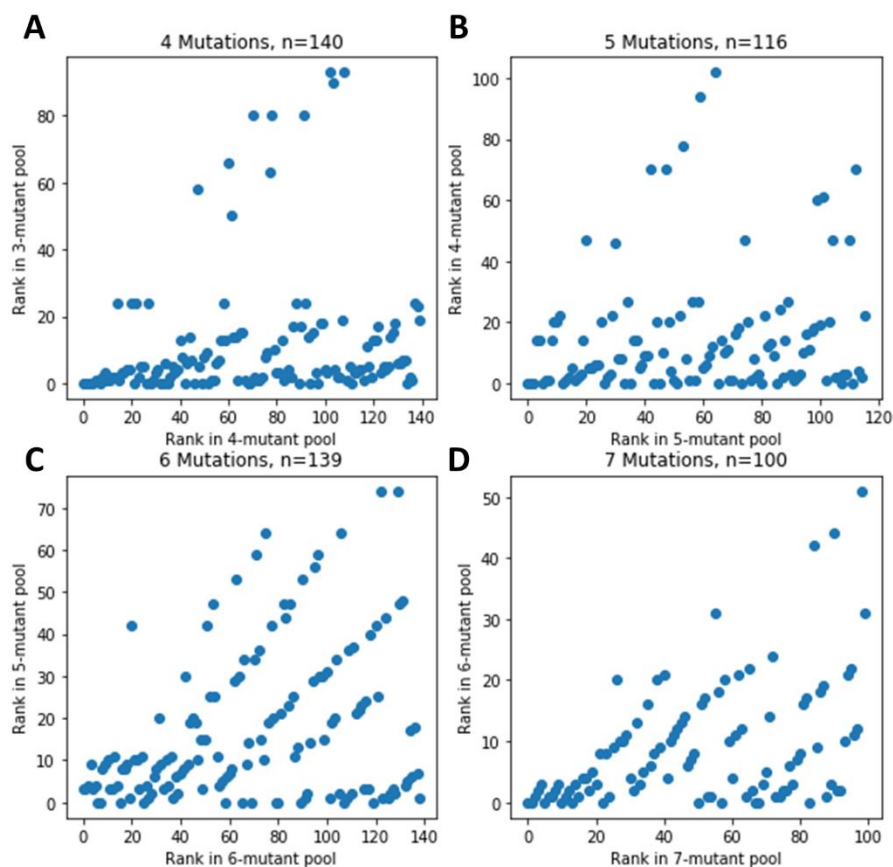 A
4 Mutations, n=140
Rank in 3-mutant pool
80
60
40
20
0
0 20 40 60 80 100 120 140
Rank in 4-mutant pool
B
5 Mutations, n=116
Rank in 4-mutant pool
100
80
60
40
20
0
0 20 40 60 80 100 120
Rank in 5-mutant pool
C
6 Mutations, n=139
Rank in 5-mutant pool
70
60
50
40
30
20
10
0
0 20 40 60 80 100 120 140
Rank in 6-mutant pool
D
7 Mutations, n=100
Rank in 6-mutant pool
50
40
30
20
10
0
0 20 40 60 80 100
Rank in 7-mutant pool